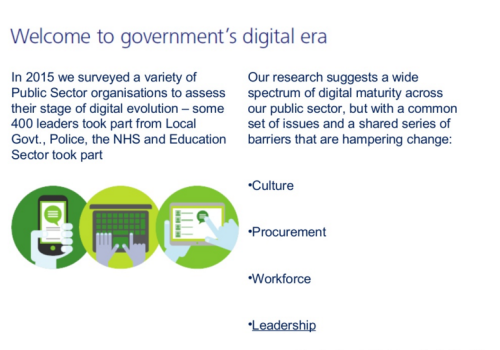 Welcome to government's digital era
In 2015 we surveyed a variety of
Public Sector organisations to assess
their stage of digital evolution – some
400 leaders took part from Local
Govt., Police, the NHS and Education
Sector took part
Our research suggests a wide
spectrum of digital maturity across
our public sector, but with a common
set of issues and a shared series of
barriers that are hampering change:
•Culture
•Procurement
•Workforce
•Leadership